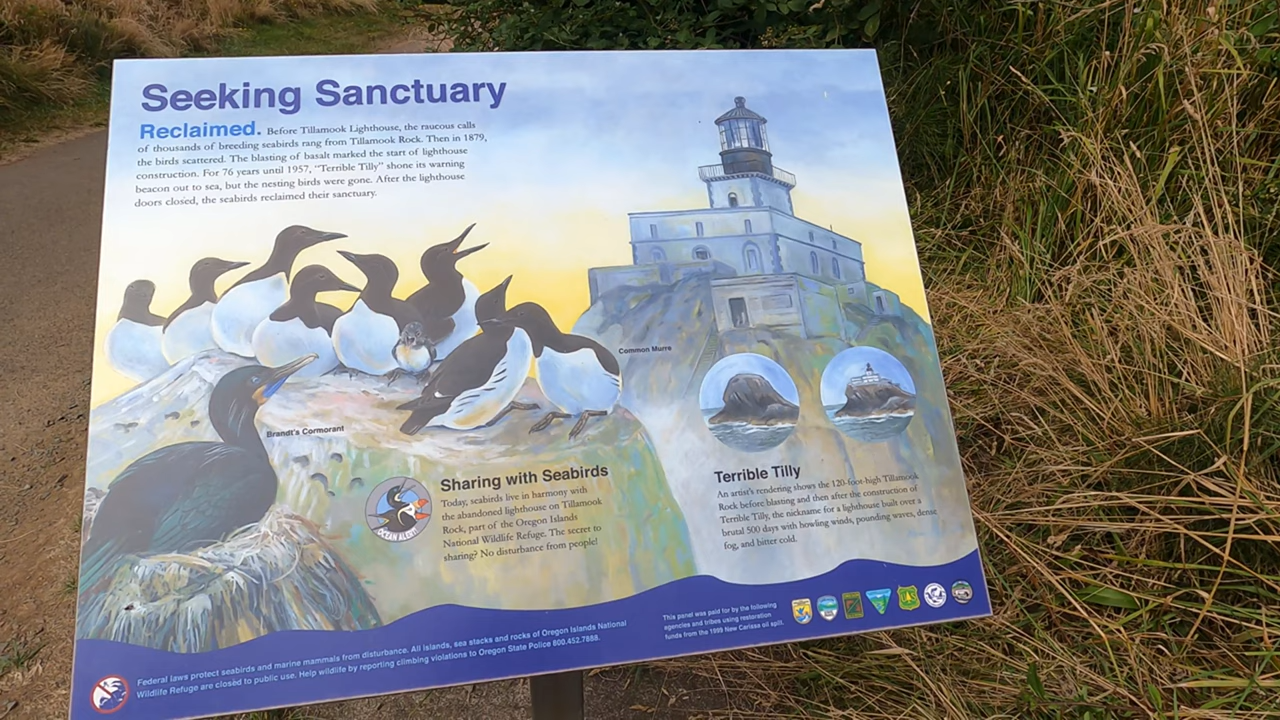 Seeking Sanctuary
Reclaimed. Before Tillamook Lighthouse, the raucous calls
of thousands of breeding seabirds rang from Tillamook Rock. Then in 1879,
the birds scattered. The blasting of basalt marked the start of lighthouse
construction. For 76 years until 1957, "Terrible Tilly" shone its warning
beacon out to sea, but the nesting birds were gone. After the lighthouse
doors closed, the seabirds reclaimed their sanctuary.
Common Murre
Brandt's Cormorant
OCEAN ALERT!
Sharing with Seabirds
Today, seabirds live in harmony with
the abandoned lighthouse on Tillamook
Rock, part of the Oregon Islands
National Wildlife Refuge. The secret to
sharing? No disturbance from people!
Terrible Tilly
An artist's rendering shows the 120-foot-high Tillamook
Rock before blasting and then after the construction of
Terrible Tilly, the nickname for a lighthouse built over a
brutal 500 days with howling winds, pounding waves, dense
fog, and bitter cold.
This panel was paid for by the following
agencies and tribes using restoration
funds from the 1999 New Carissa oil spill.
Federal laws protect seabirds and marine mammals from disturbance. All islands, sea stacks and rocks of Oregon Islands National
Wildlife Refuge are closed to public use. Help wildlife by reporting climbing violations to Oregon State Police 800.452.7888.